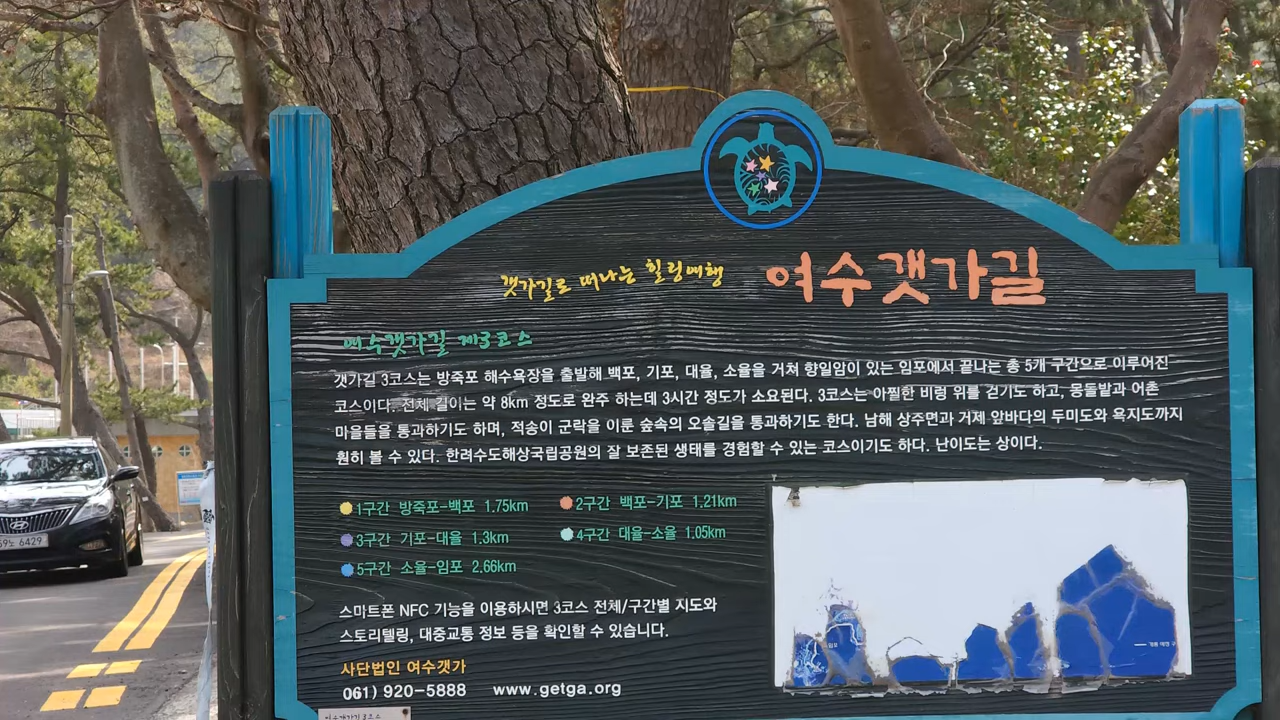 갯가길로 떠나는 힐링여행
여수갯가길
여수갯가길 제3코스
갯가길 3코스는 방죽포 해수욕장을 출발해 백포, 기포, 대율, 소율을 거쳐 향일암이 있는 임포에서 끝나는 총 5개 구간으로 이루어진
코스이다. 전체 길이는 약 8km 정도로 완주 하는데 3시간 정도가 소요된다. 3코스는 아찔한 비렁 위를 걷기도 하고, 몽돌밭과 어촌
마을들을 통과하기도 하며, 적송이 군락을 이룬 숲속의 오솔길을 통과하기도 한다. 남해 상주면과 거제 앞바다의 두미도와 욕지도까지
훤히 볼 수 있다. 한려수도해상국립공원의 잘 보존된 생태를 경험할 수 있는 코스이기도 하다. 난이도는 상이다.
1구간 방죽포-백포 1.75km
2구간 백포-기포 1.21km
3구간 기포-대율 1.3km
4구간 대율-소율 1.05km
5구간 소율-임포 2.66km
스마트폰 NFC 기능을 이용하시면 3코스 전체/구간별 지도와
스토리텔링, 대중교통 정보 등을 확인할 수 있습니다.
사단법인 여수갯가
061) 920-5888 www.getga.org
여수갯가길3코스
6429